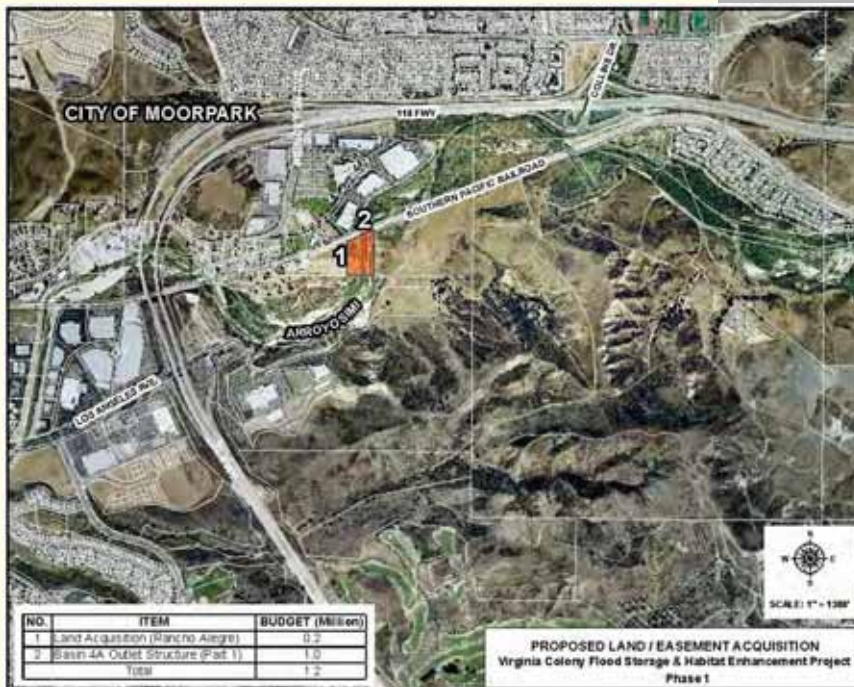 CITY OF MOORPARK
118 FWY
COLLINS DR
SOUTHERN PACIFIC RAILROAD
2
1
ARROYO SIMI
LOS ANGELES AVE
N
W E
S
SCALE: 1" = 1300'
NO. ITEM BUDGET (Million)
1 Land Acquisition (Rancho Alegre) 0.2
2 Basin 4A Outlet Structure (Part 1) 1.0
Total 1.2
PROPOSED LAND / EASEMENT ACQUISITION
Virginia Colony Flood Storage & Habitat Enhancement Project
Phase 1